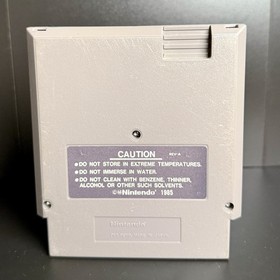 CAUTION
● DO NOT STORE IN EXTREME TEMPERATURES.
● DO NOT IMMERSE IN WATER.
● DO NOT CLEAN WITH BENZENE, THINNER,
ALCOHOL OR OTHER SUCH SOLVENTS.
©Nintendo® 1985
Nintendo